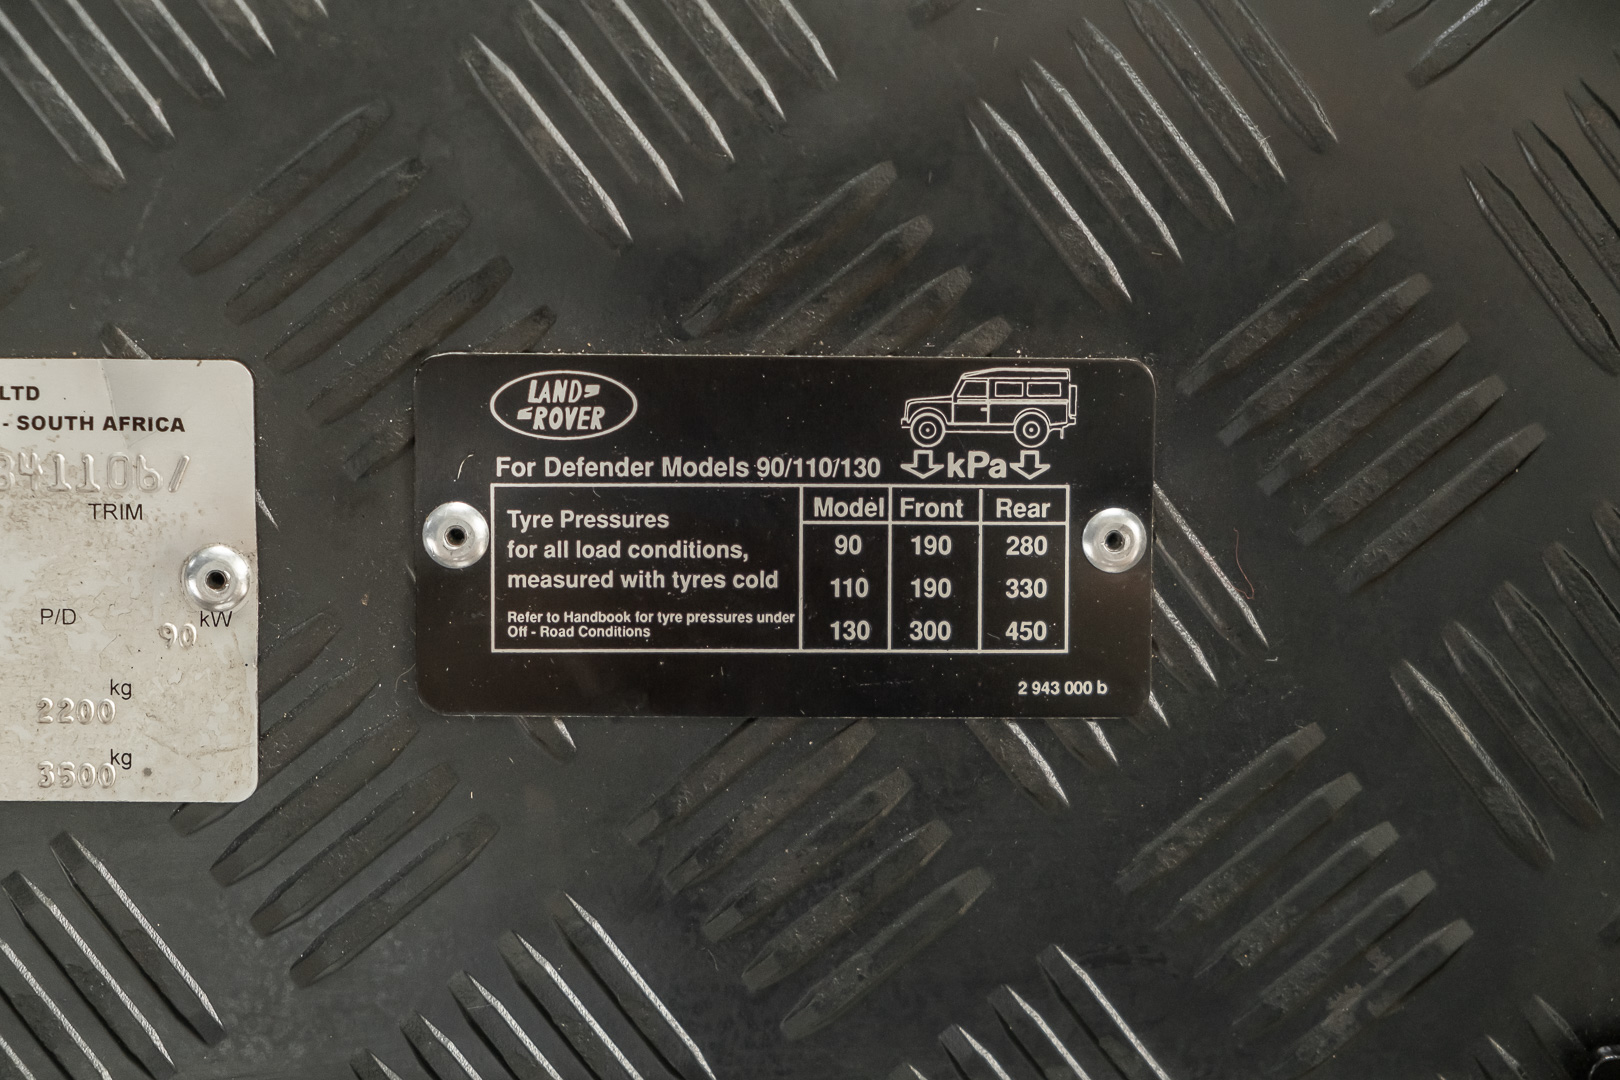 LTD
- SOUTH AFRICA
341106/
TRIM
P/D
kW
90
kg
2200
kg
3500
LAND
ROVER
For Defender Models 90/110/130
kPa
Tyre Pressures
for all load conditions,
measured with tyres cold
Refer to Handbook for tyre pressures under
Off - Road Conditions
Model Front Rear
90 190 280
110 190 330
130 300 450
2 943 000 b